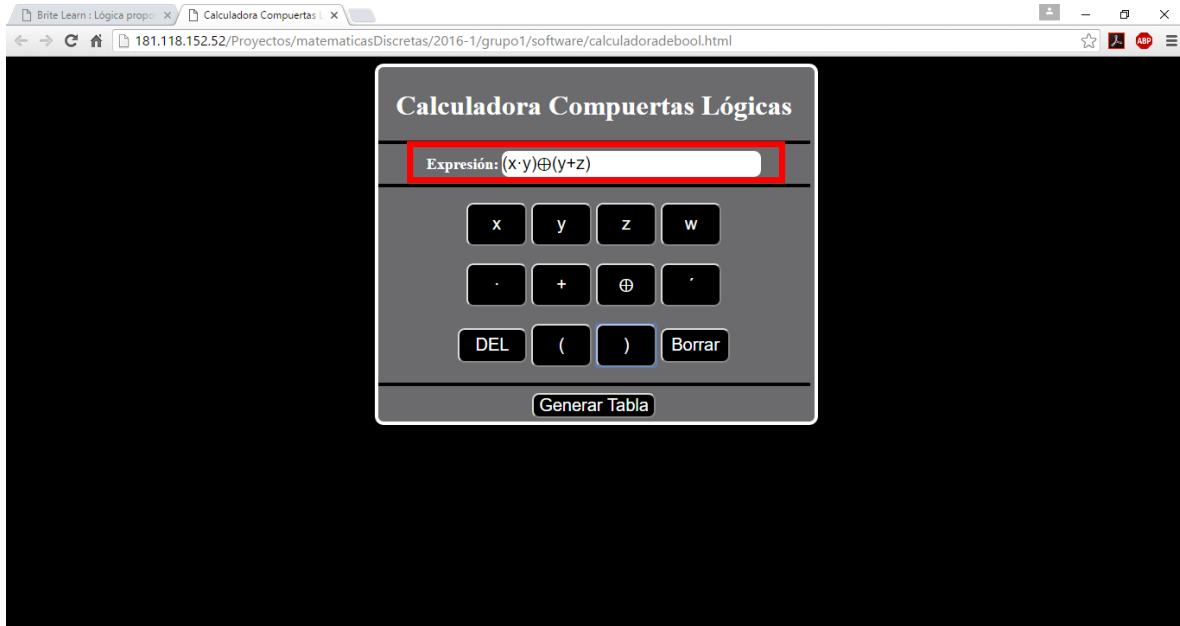 Brite Learn : Lógica propo
Calculadora Compuertas L
181.118.152.52/Proyectos/matematicasDiscretas/2016-1/grupo1/software/calculadoradebool.html
ABP
Calculadora Compuertas Lógicas
Expresión: (x·y)⊕(y+z)
x y z w
· + ⊕ ´
DEL ( ) Borrar
Generar Tabla